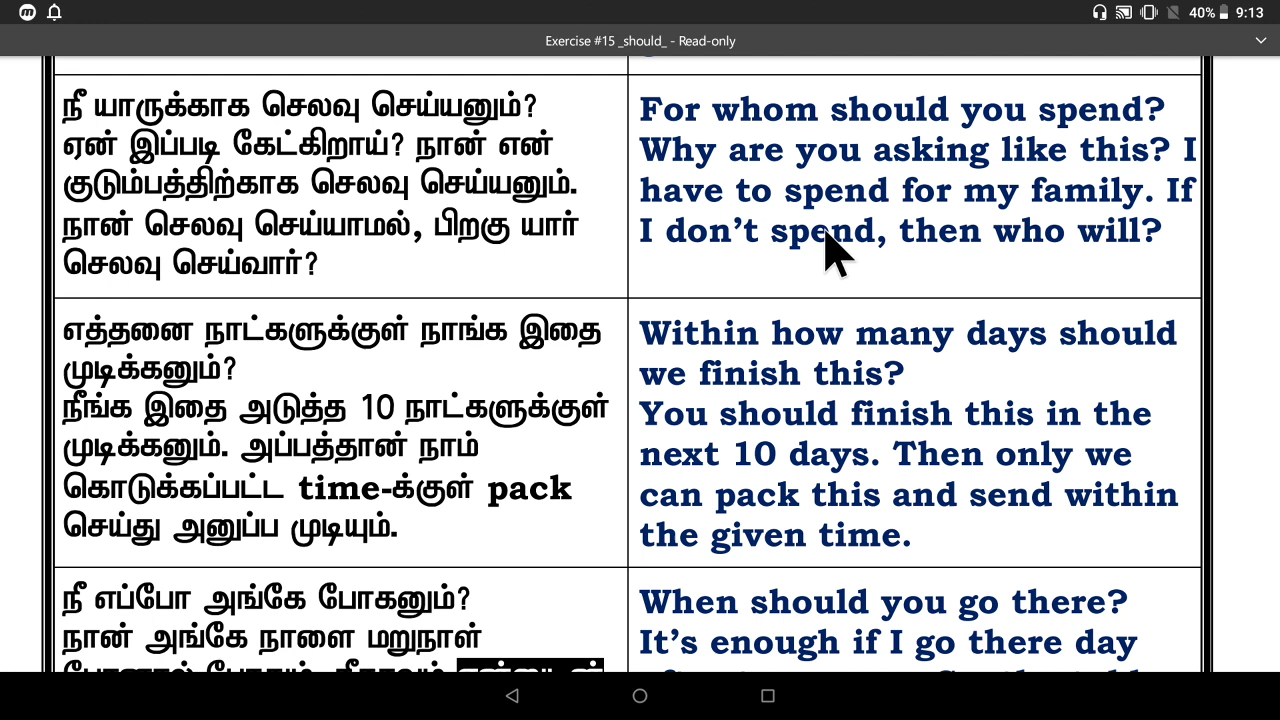 40% 9:13
Exercise #15 _should_ - Read-only
நீ யாருக்காக செலவு செய்யனும்?
ஏன் இப்படி கேட்கிறாய்? நான் என்
குடும்பத்திற்காக செலவு செய்யனும்.
நான் செலவு செய்யாமல், பிறகு யார்
செலவு செய்வார்?
For whom should you spend?
Why are you asking like this? I
have to spend for my family. If
I don’t spend, then who will?
எத்தனை நாட்களுக்குள் நாங்க இதை
முடிக்கனும்?
நீங்க இதை அடுத்த 10 நாட்களுக்குள்
முடிக்கனும். அப்பத்தான் நாம்
கொடுக்கப்பட்ட time-க்குள் pack
செய்து அனுப்ப முடியும்.
Within how many days should
we finish this?
You should finish this in the
next 10 days. Then only we
can pack this and send within
the given time.
நீ எப்போ அங்கே போகனும்?
நான் அங்கே நாளை மறுநாள்
When should you go there?
It’s enough if I go there day